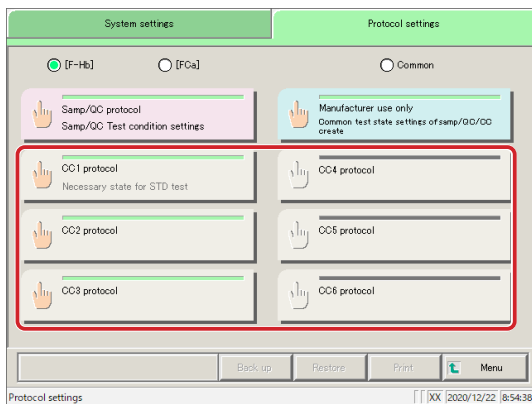 System settings
Protocol settings
[F-Hb]
[FCa]
Common
Samp/QC protocol
Samp/QC Test condition settings
Manufacturer use only
Common test state settings of samp/QC/CC
create
CC1 protocol
Necessary state for STD test
CC4 protocol
CC2 protocol
CC5 protocol
CC3 protocol
CC6 protocol
Back up
Restore
Print
Menu
Protocol settings
XX
2020/12/22
8:54:38